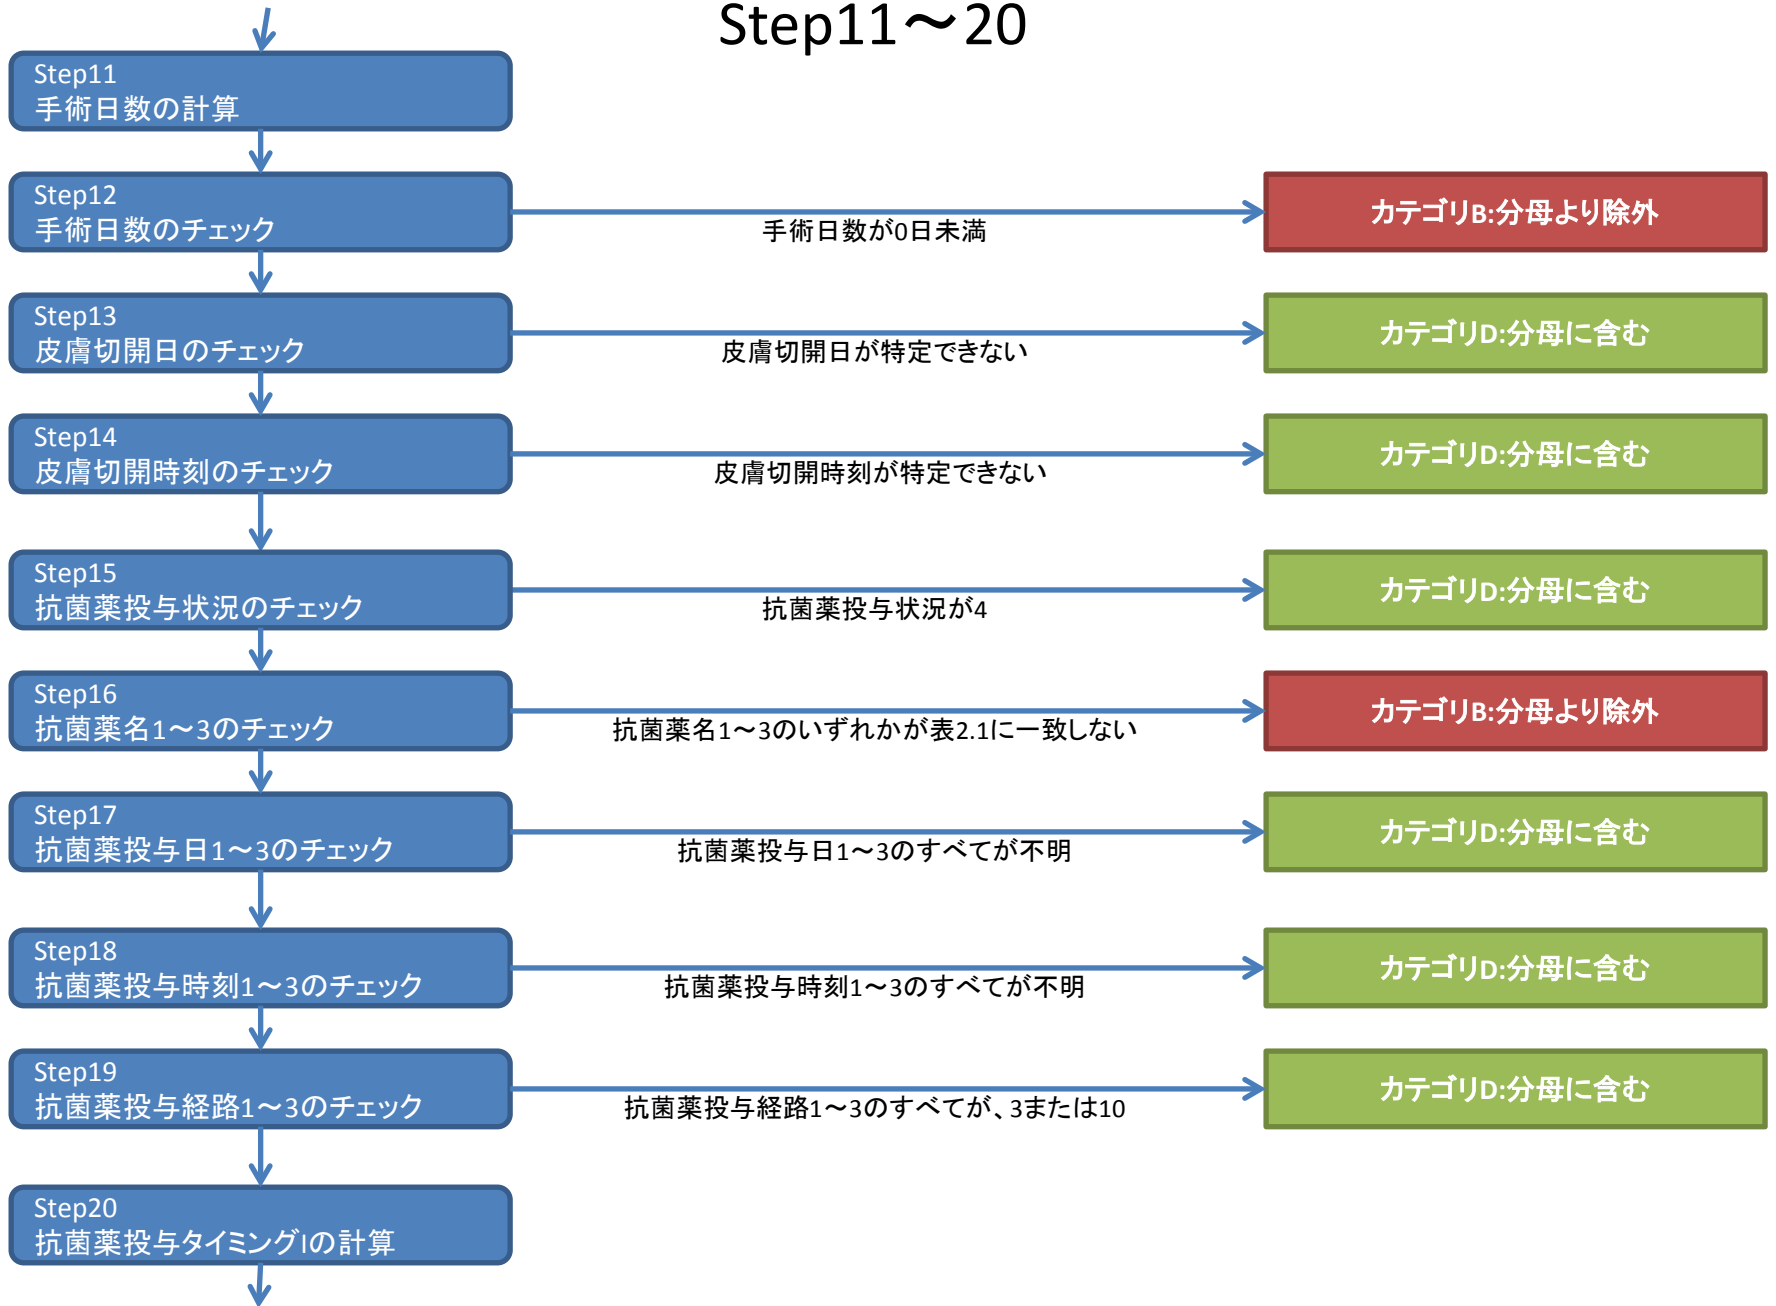 Step11～20
Step11
手術日数の計算
Step12
手術日数のチェック
手術日数が0日未満
カテゴリB:分母より除外
Step13
皮膚切開日のチェック
皮膚切開日が特定できない
カテゴリD:分母に含む
Step14
皮膚切開時刻のチェック
皮膚切開時刻が特定できない
カテゴリD:分母に含む
Step15
抗菌薬投与状況のチェック
抗菌薬投与状況が4
カテゴリD:分母に含む
Step16
抗菌薬名1～3のチェック
抗菌薬名1～3のいずれかが表2.1に一致しない
カテゴリB:分母より除外
Step17
抗菌薬投与日1～3のチェック
抗菌薬投与日1～3のすべてが不明
カテゴリD:分母に含む
Step18
抗菌薬投与時刻1～3のチェック
抗菌薬投与時刻1～3のすべてが不明
カテゴリD:分母に含む
Step19
抗菌薬投与経路1～3のチェック
抗菌薬投与経路1～3のすべてが、3または10
カテゴリD:分母に含む
Step20
抗菌薬投与タイミングIの計算